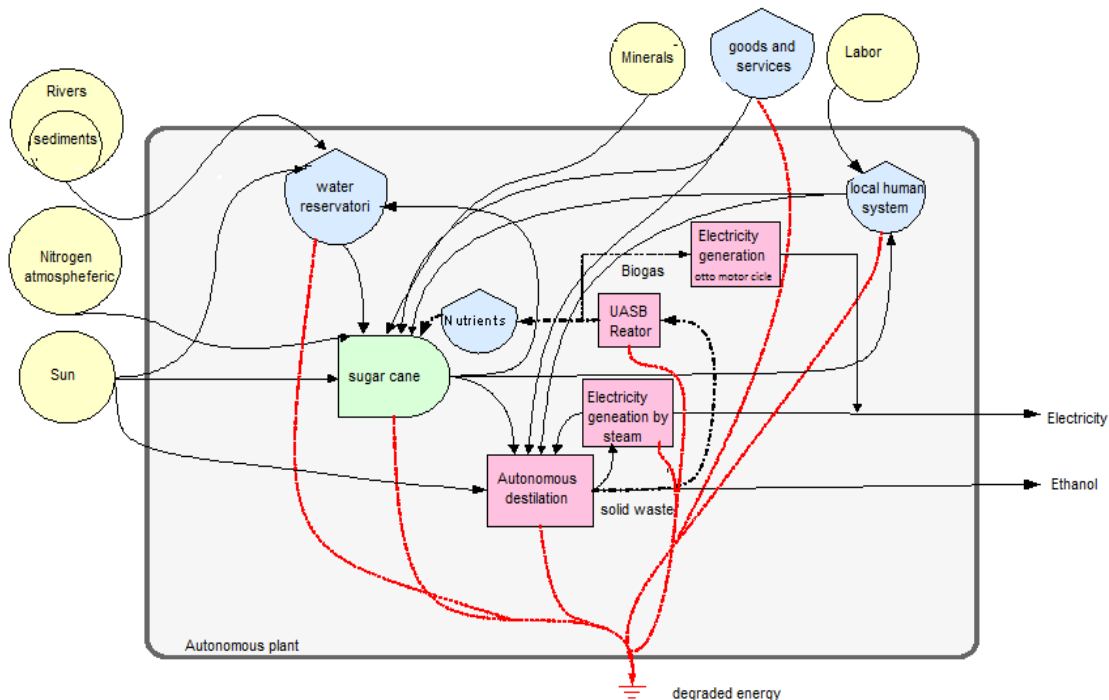 Minerals
goods and
services
Labor
Rivers
sediments
water
reservatori
local human
system
Nitrogen
atmospheferic
Electricity
generation
otto motor cicle
Biogas
UASB
Reator
Nutrients
Sun
sugar cane
Electricity
geneation by
steam
Electricity
Autonomous
destilation
solid waste
Ethanol
Autonomous plant
degraded energy